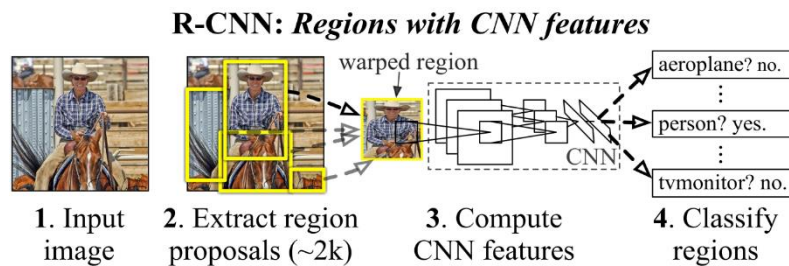 R-CNN: Regions with CNN features
warped region
aeroplane? no.
person? yes.
tvmonitor? no.
CNN
1. Input
image
2. Extract region
proposals (~2k)
3. Compute
CNN features
4. Classify
regions